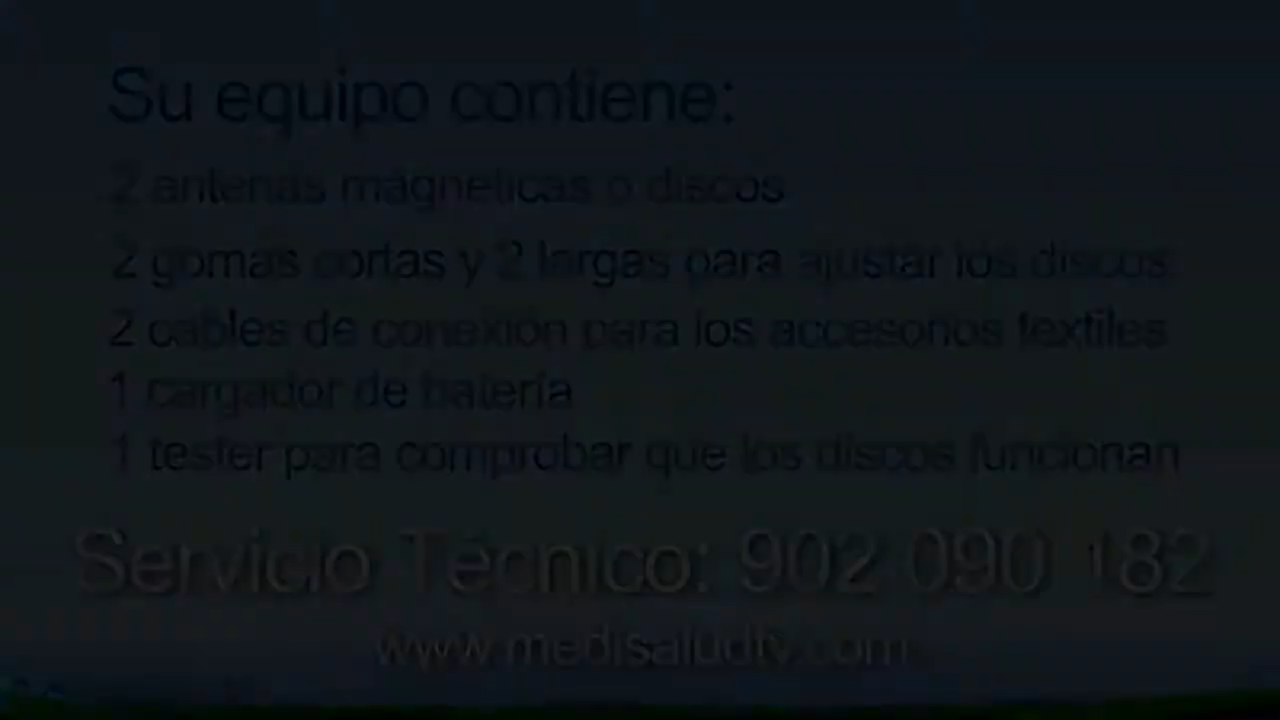 Su equipo contiene:
2 antenas magneticas o discos
2 gomas cortas y 2 largas para ajustar los discos
2 cables de conexión para los accesorios textiles
1 cargador de batería
1 tester para comprobar que los discos funcionan
Servicio Técnico: 902 090 182
www.medisaludtv.com